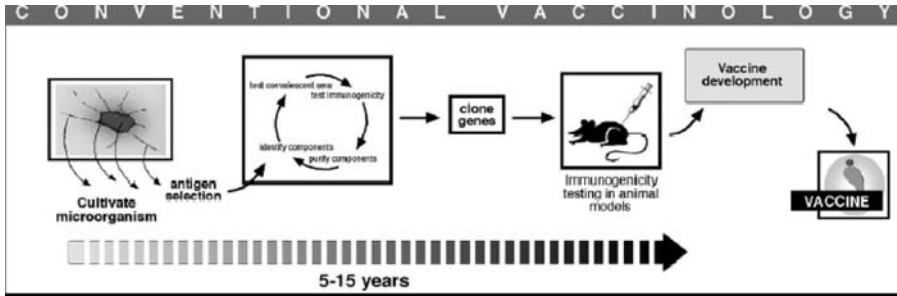 CONVENTIONAL VACCINOLOGY
Vaccine
development
test convalescent sera
test immunogenicity
clone
genes
identify components
purify components
antigen
selection
Cultivate
microorganism
Immunogenicity
testing in animal
models
VACCINE
5-15 years